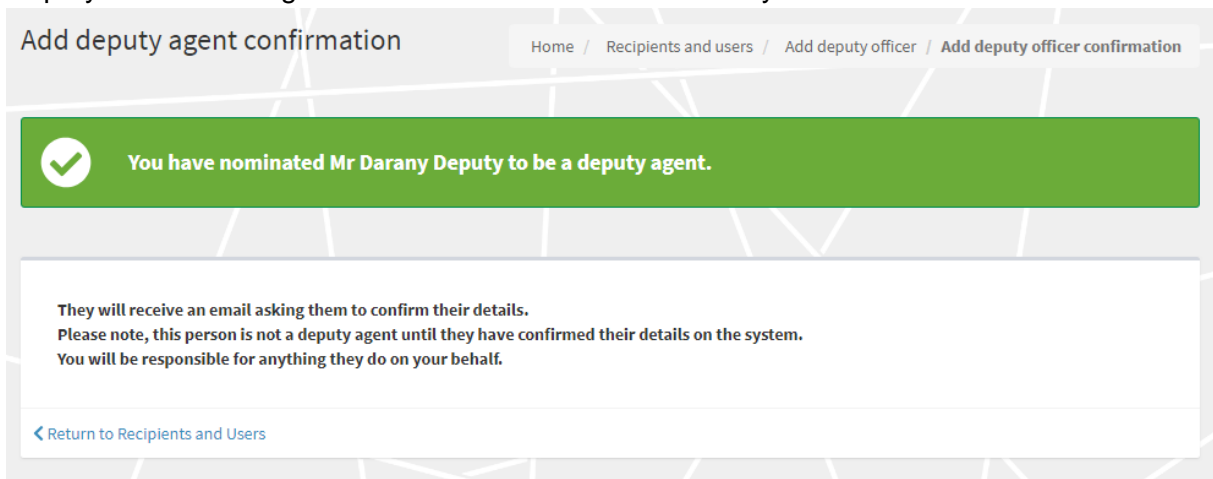 Add deputy agent confirmation
Home / Recipients and users / Add deputy officer / Add deputy officer confirmation
You have nominated Mr Darany Deputy to be a deputy agent.
They will receive an email asking them to confirm their details.
Please note, this person is not a deputy agent until they have confirmed their details on the system.
You will be responsible for anything they do on your behalf.
Return to Recipients and Users